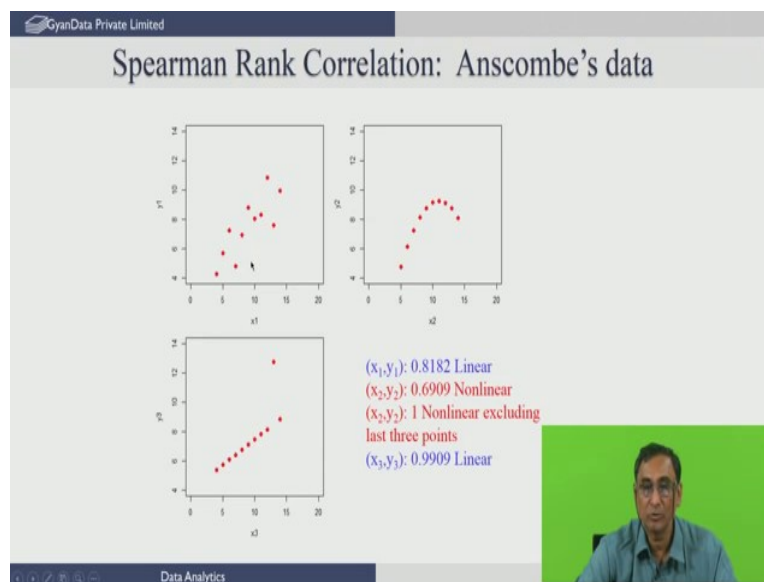 GyanData Private Limited
Spearman Rank Correlation: Anscombe's data
14
12
10
8
6
4
y1
0 5 10 15 20
x1
14
12
10
8
6
4
y2
0 5 10 15 20
x2
14
12
10
8
6
4
y3
0 5 10 15 20
x3
(x₁,y₁): 0.8182 Linear
(x₂,y₂): 0.6909 Nonlinear
(x₂,y₂): 1 Nonlinear excluding
last three points
(x₃,y₃): 0.9909 Linear
Data Analytics